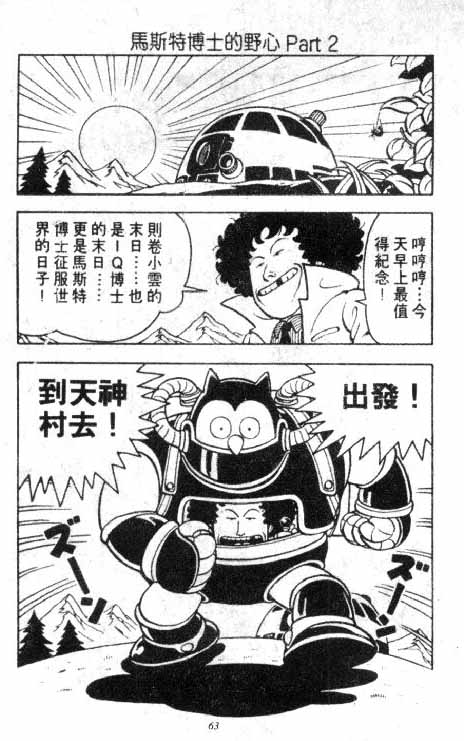 馬斯特博士的野心 Part 2
哼哼哼…今
天早上最值
得紀念！
則卷小雲的
末日……也
是IQ博士
的末日……
更是馬斯特
博士征服世
界的日子！
出發！
到天神
村去！
ズーン
ズーン
63